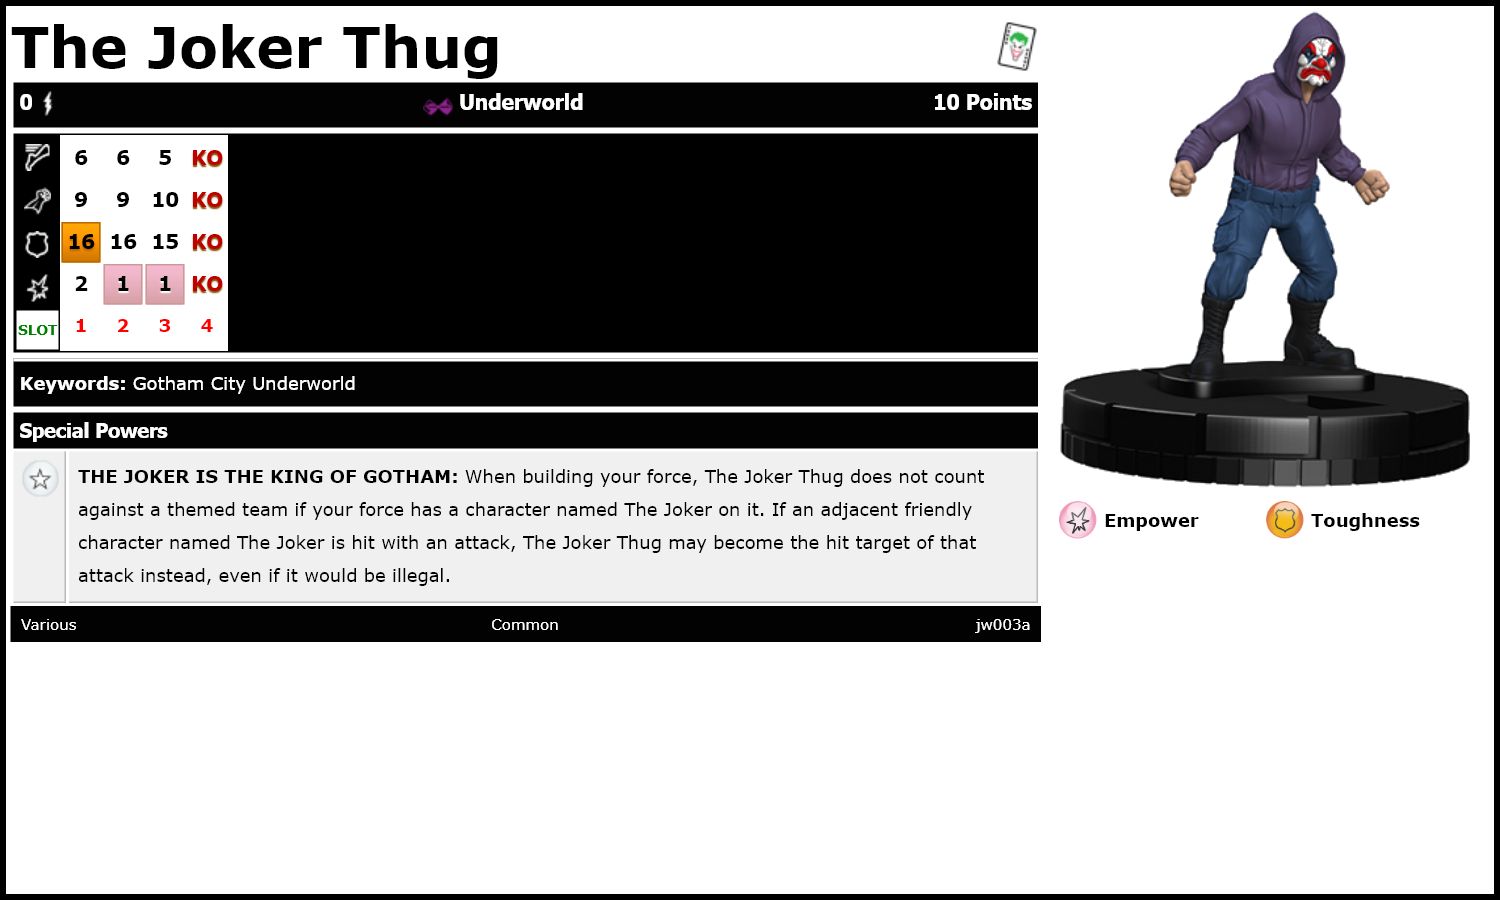 The Joker Thug
0 Underworld 10 Points
6 6 5 KO
9 9 10 KO
16 16 15 KO
2 1 1 KO
SLOT 1 2 3 4
Keywords: Gotham City Underworld
Special Powers
THE JOKER IS THE KING OF GOTHAM: When building your force, The Joker Thug does not count
against a themed team if your force has a character named The Joker on it. If an adjacent friendly
character named The Joker is hit with an attack, The Joker Thug may become the hit target of that
attack instead, even if it would be illegal.
Various Common jw003a
Empower Toughness